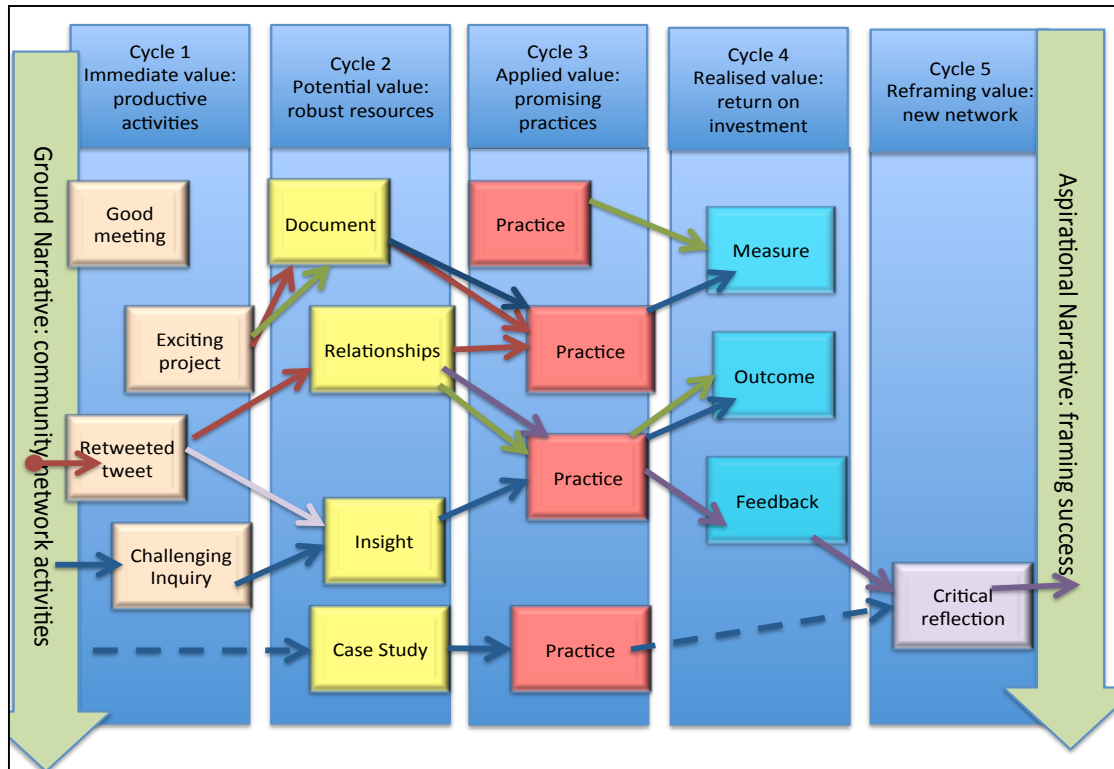 Cycle 1
Immediate value:
productive
activities
Cycle 2
Potential value:
robust resources
Cycle 3
Applied value:
promising
practices
Cycle 4
Realised value:
return on
investment
Cycle 5
Reframing value:
new network
Ground Narrative: community/network activities
Aspirational Narrative: framing success
Good
meeting
Exciting
project
Retweeted
tweet
Challenging
Inquiry
Document
Relationships
Insight
Case Study
Practice
Practice
Practice
Practice
Measure
Outcome
Feedback
Critical
reflection